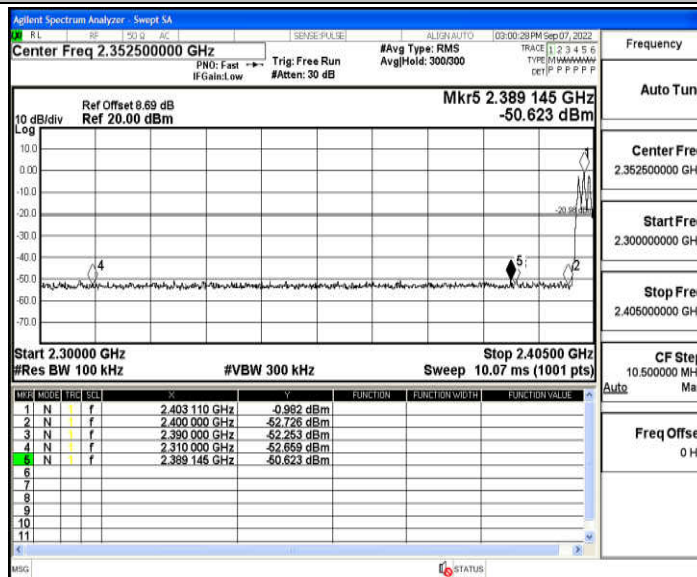 Agilent Spectrum Analyzer - Swept SA
RL RF 50 Ω AC SENSE:PULSE ALIGN AUTO 03:00:28 PM Sep 07, 2022
Center Freq 2.352500000 GHz
PNO: Fast Trig: Free Run
IFGain:Low #Atten: 30 dB
#Avg Type: RMS
Avg|Hold: 300/300
TRACE 1 2 3 4 5 6
TYPE M
DET P P P P P P
Frequency
Mkr5 2.389 145 GHz
-50.623 dBm
Ref Offset 8.69 dB
10 dB/div Ref 20.00 dBm
Log
10.0
0.00
-10.0
-20.0
-30.0
-40.0
-50.0
-60.0
-70.0
1
4
5
2
Start 2.30000 GHz Stop 2.40500 GHz
#Res BW 100 kHz #VBW 300 kHz Sweep 10.07 ms (1001 pts)
MKR MODE TRC SCL X Y FUNCTION FUNCTION WIDTH FUNCTION VALUE
1 N 1 f 2.403 110 GHz -0.982 dBm
2 N 1 f 2.400 000 GHz -52.726 dBm
3 N 1 f 2.390 000 GHz -52.253 dBm
4 N 1 f 2.310 000 GHz -52.659 dBm
5 N 1 f 2.389 145 GHz -50.623 dBm
6
7
8
9
10
11
MSG STATUS
Auto Tun
Center Fre
2.352500000 GH
Start Fre
2.300000000 GH
Stop Fre
2.405000000 GH
CF Ste
10.500000 MH
Auto Ma
Freq Offse
0 H